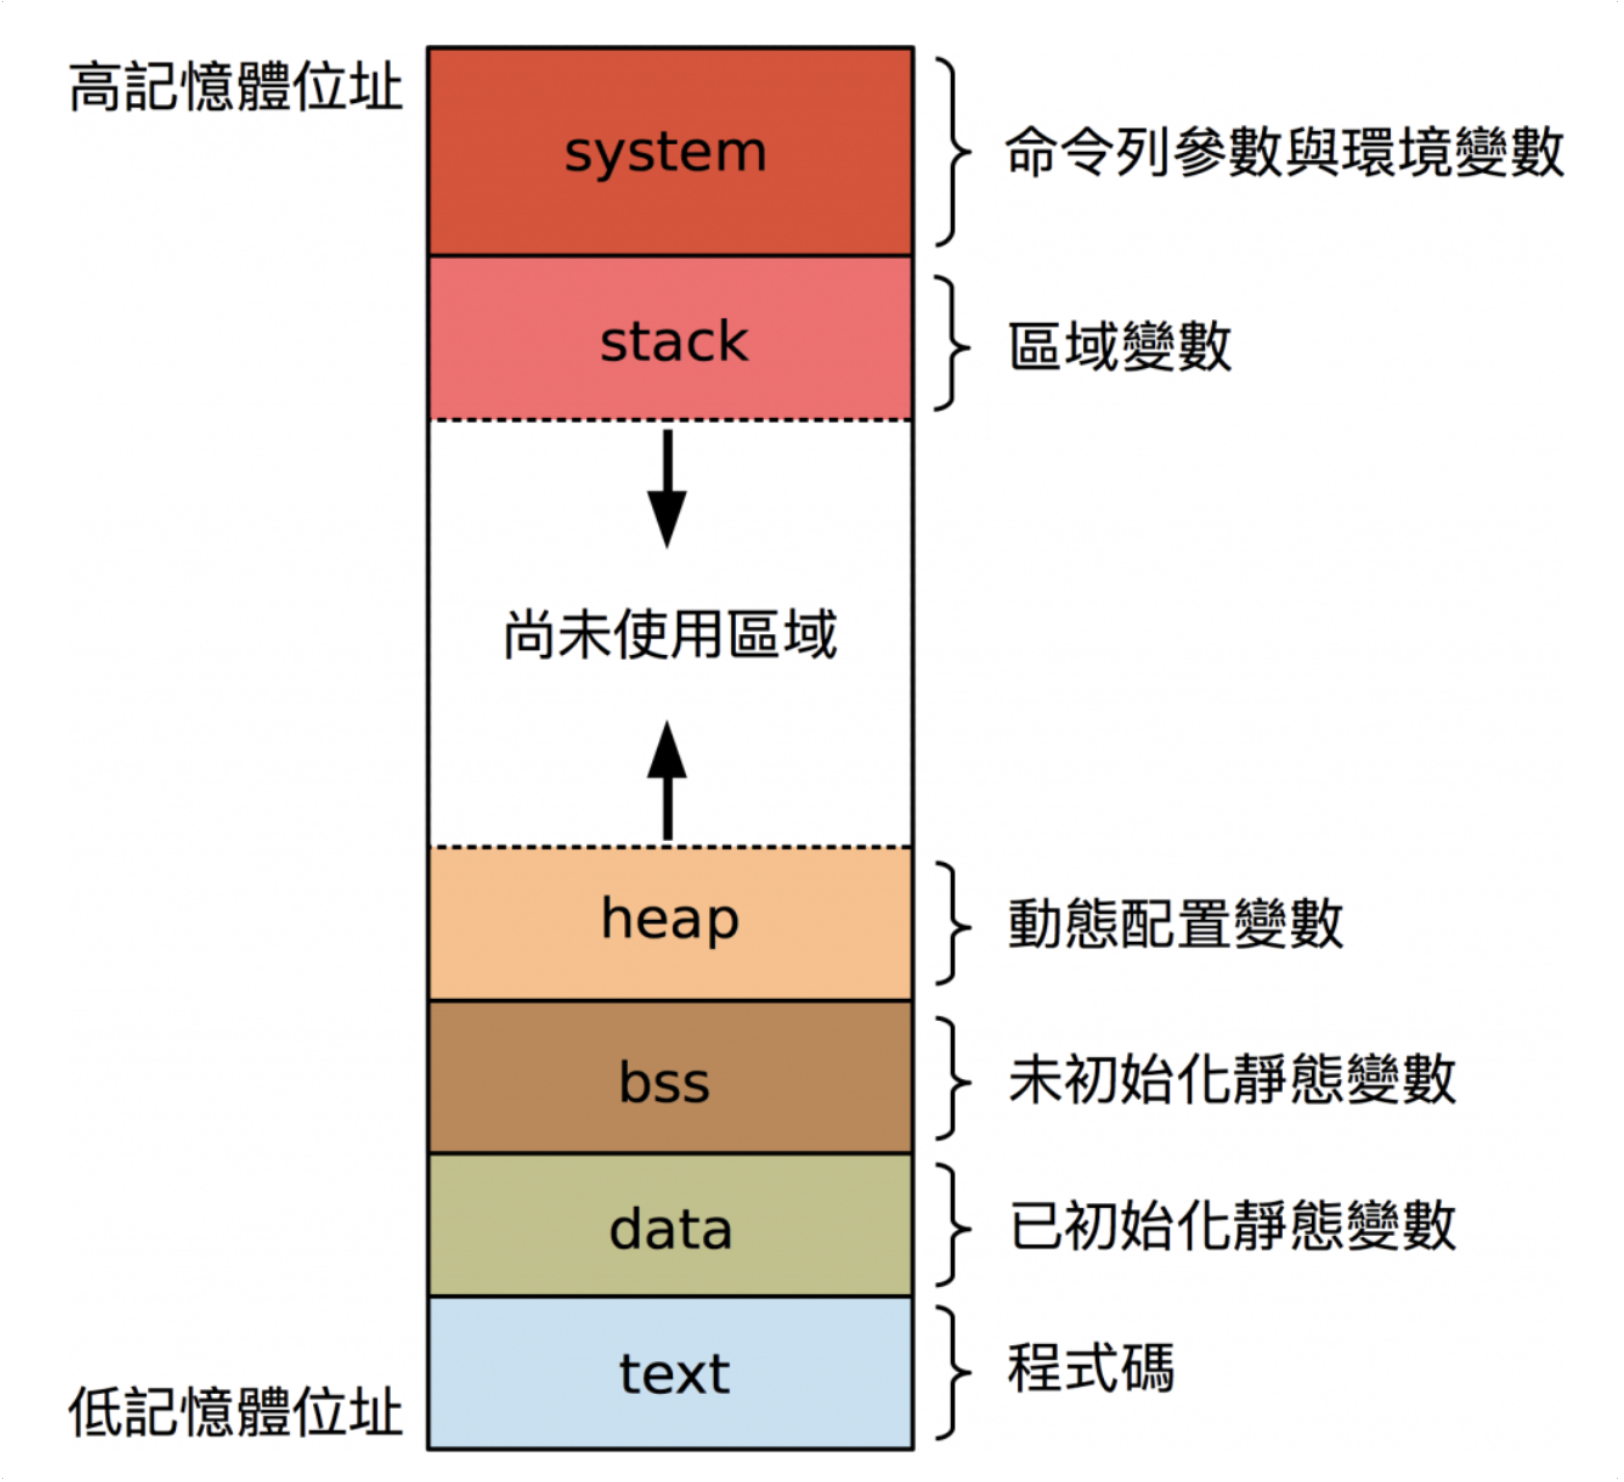 高記憶體位址
system
命令列參數與環境變數
stack
區域變數
尚未使用區域
heap
動態配置變數
bss
未初始化靜態變數
data
已初始化靜態變數
text
程式碼
低記憶體位址